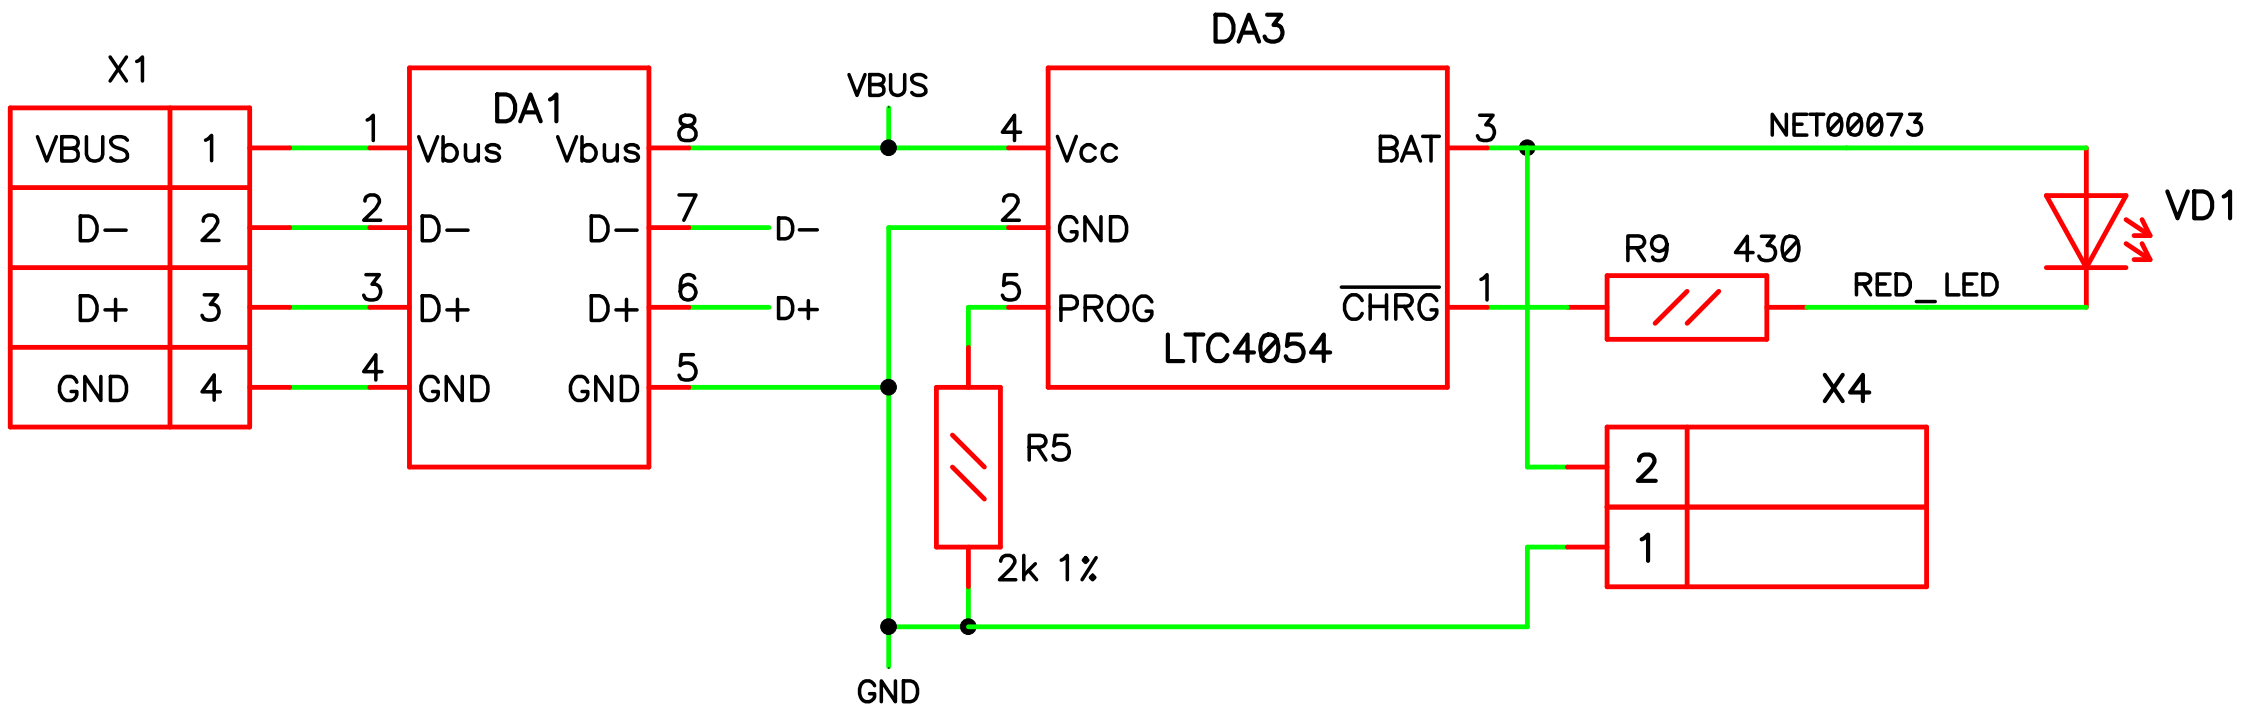 X1
VBUS 1
D- 2
D+ 3
GND 4
DA1
1 Vbus Vbus 8
2 D- D- 7 D-
3 D+ D+ 6 D+
4 GND GND 5
VBUS
GND
DA3
4 Vcc BAT 3
2 GND
5 PROG CHRG 1
LTC4054
R5
2k 1%
NET00073
VD1
R9 430
RED_LED
X4
2
1